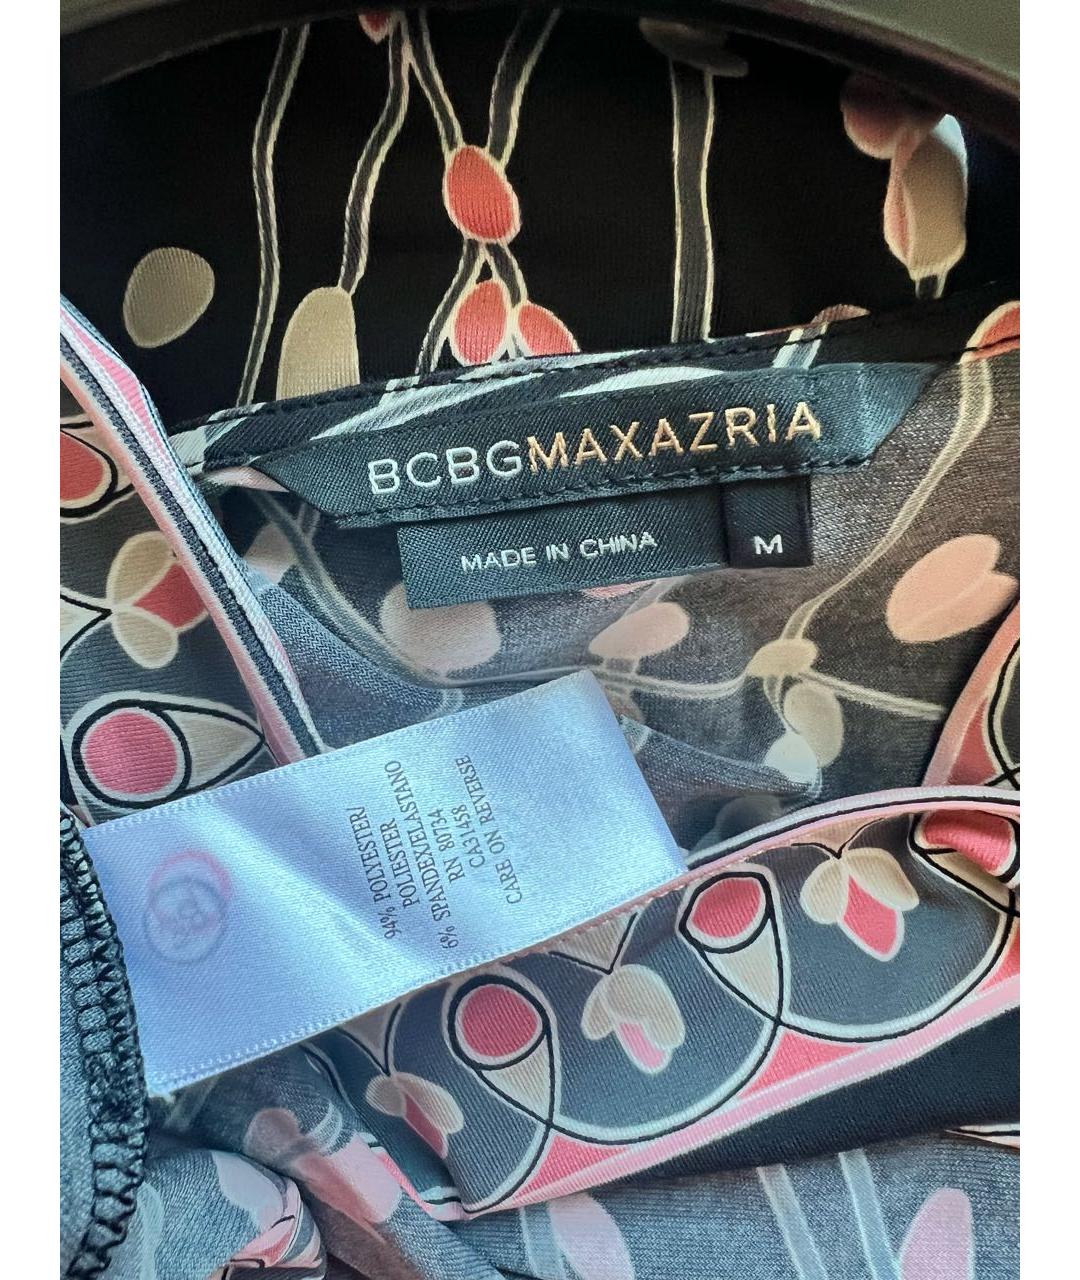 BCBGMAXAZRIA
MADE IN CHINA
M
94% POLYESTER/
POLIESTER
6% SPANDEX/ELASTANO
RN 80734
CA31458
CARE ON REVERSE